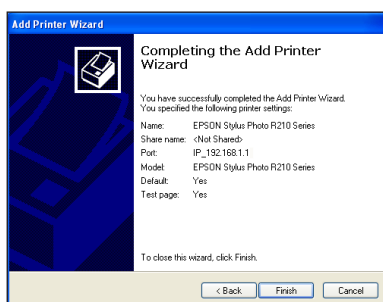 Add Printer Wizard
Completing the Add Printer
Wizard
You have successfully completed the Add Printer Wizard.
You specified the following printer settings:
Name: EPSON Stylus Photo R210 Series
Share name: <Not Shared>
Port: IP_192.168.1.1
Model: EPSON Stylus Photo R210 Series
Default: Yes
Test page: Yes
To close this wizard, click Finish.
< Back Finish Cancel